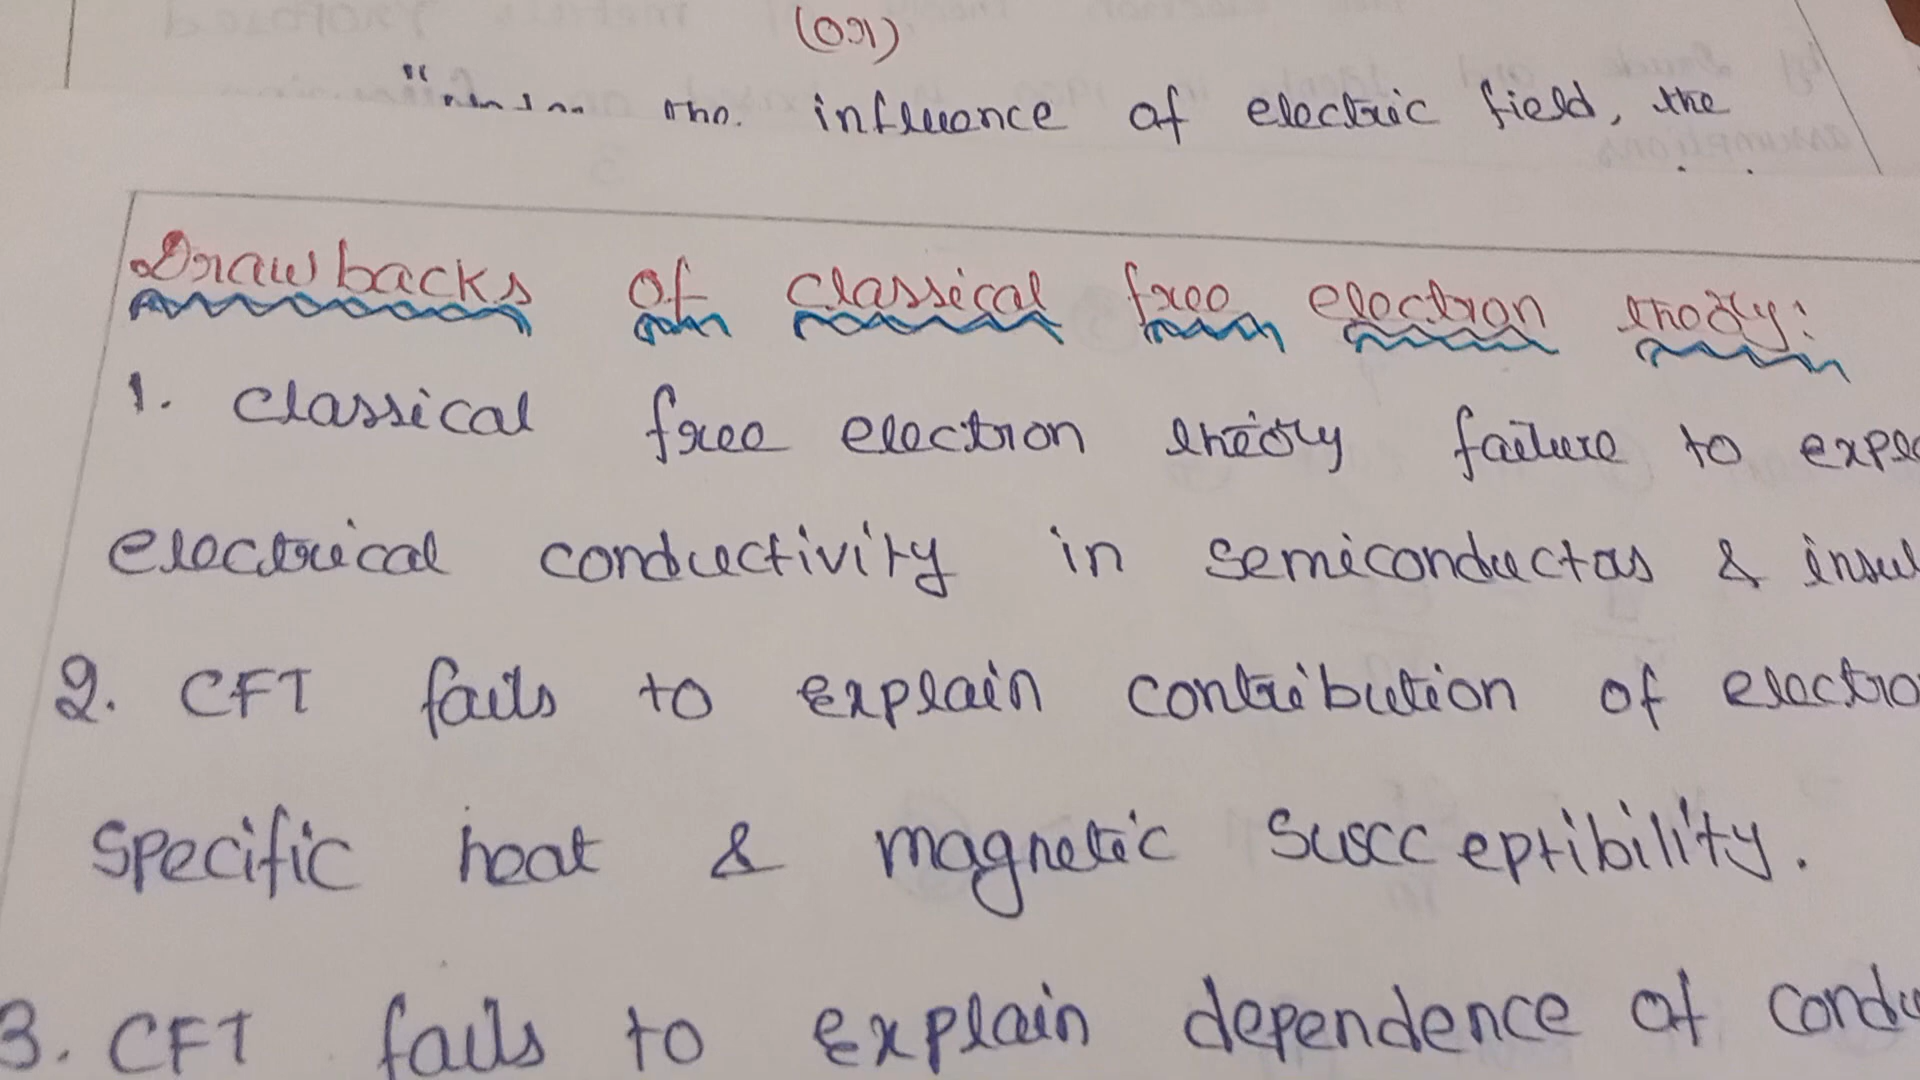 (or)
the influence of electric field, the
Drawbacks of classical free electron theory:
1. classical free electron theory failure to
electrical conductivity in semiconductors &
2. CFT fails to explain contribution of
specific heat & magnetic succeptibility.
3. CFT fails to explain dependence of